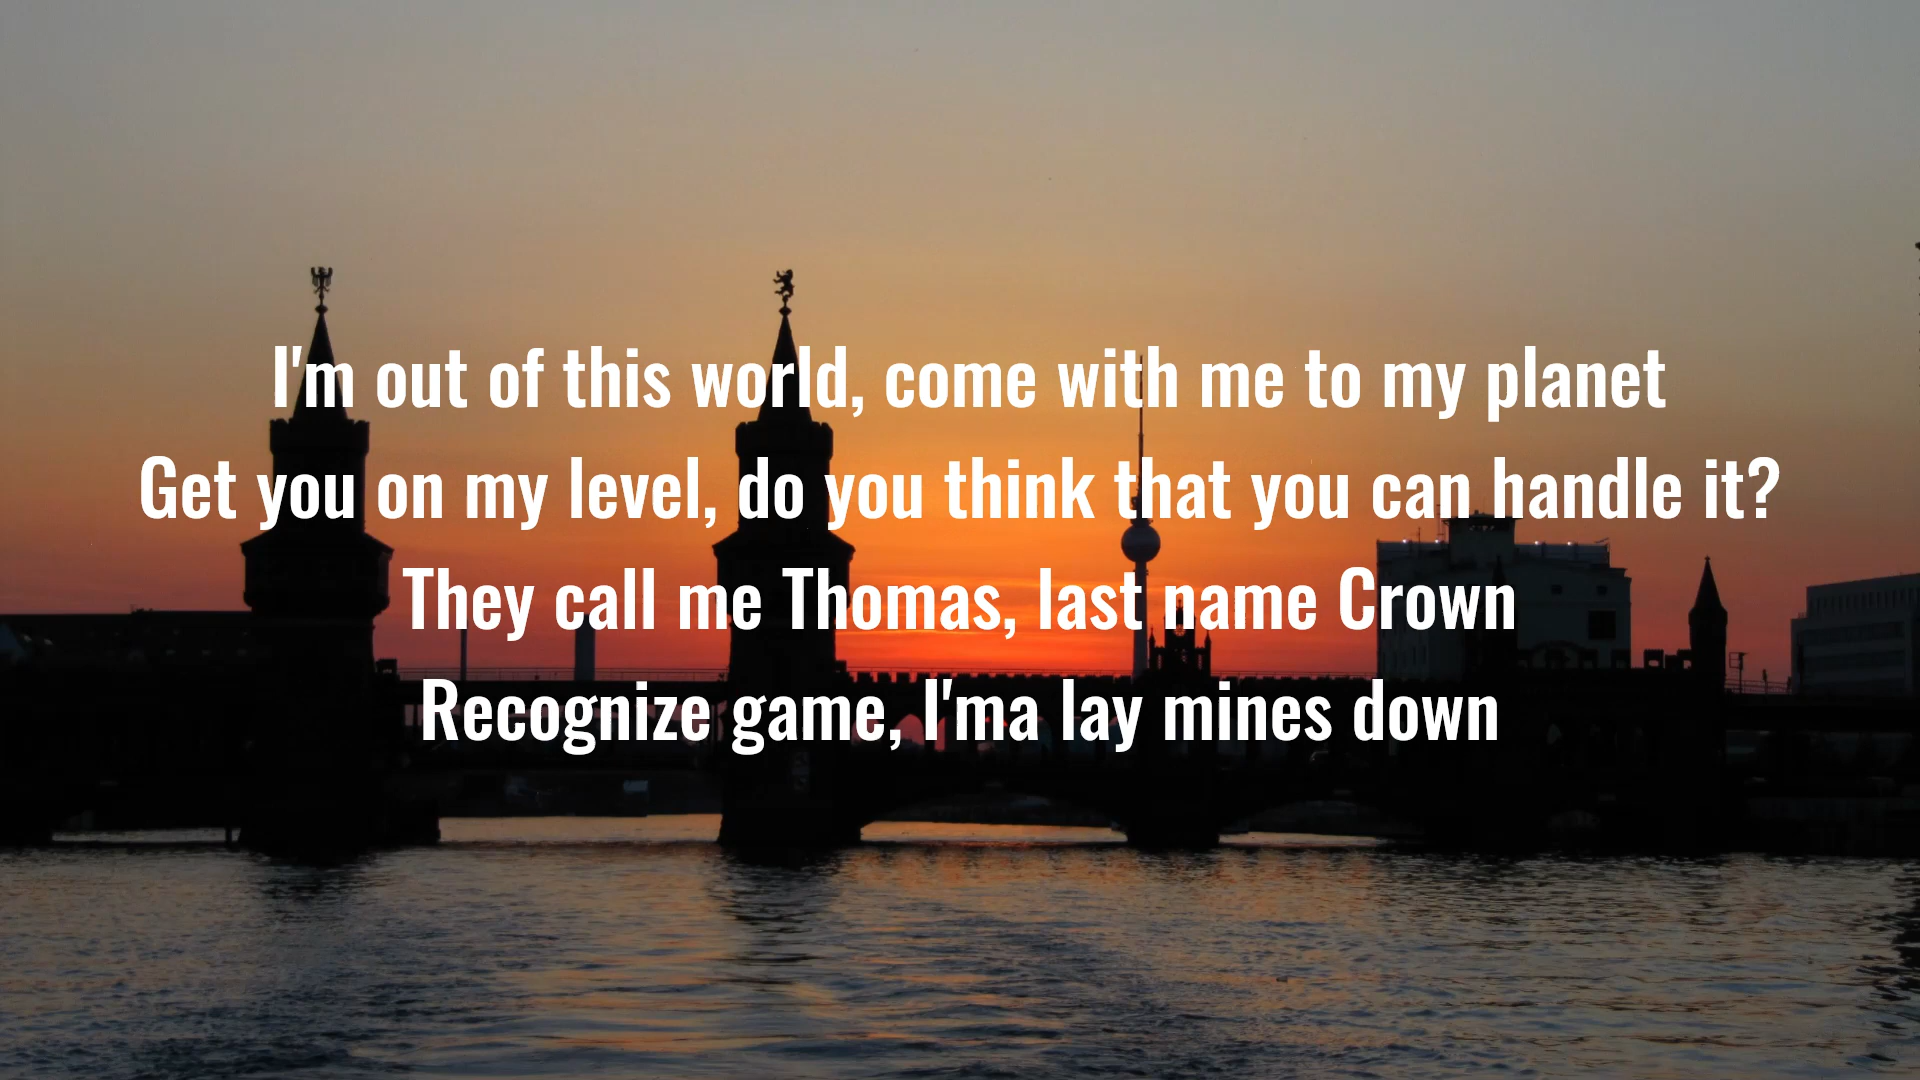 I'm out of this world, come with me to my planet
Get you on my level, do you think that you can handle it?
They call me Thomas, last name Crown
Recognize game, I'ma lay mines down